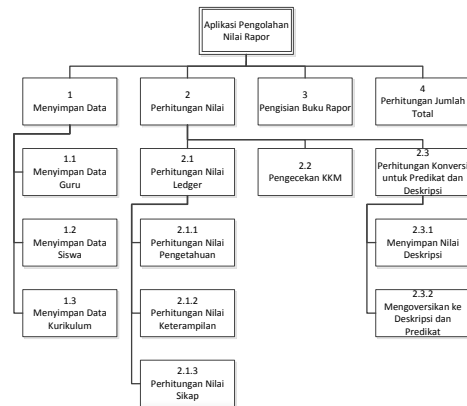 Aplikasi Pengolahan
Nilai Rapor
1
Menyimpan Data
2
Perhitungan Nilai
3
Pengisian Buku Rapor
4
Perhitungan Jumlah
Total
1.1
Menyimpan Data
Guru
2.1
Perhitungan Nilai
Ledger
2.2
Pengecekan KKM
2.3
Perhitungan Konversi
untuk Predikat dan
Deskripsi
1.2
Menyimpan Data
Siswa
2.1.1
Perhitungan Nilai
Pengetahuan
2.3.1
Menyimpan Nilai
Deskripsi
1.3
Menyimpan Data
Kurikulum
2.1.2
Perhitungan Nilai
Keterampilan
2.3.2
Mengoversikan ke
Deskripsi dan
Predikat
2.1.3
Perhitungan Nilai
Sikap